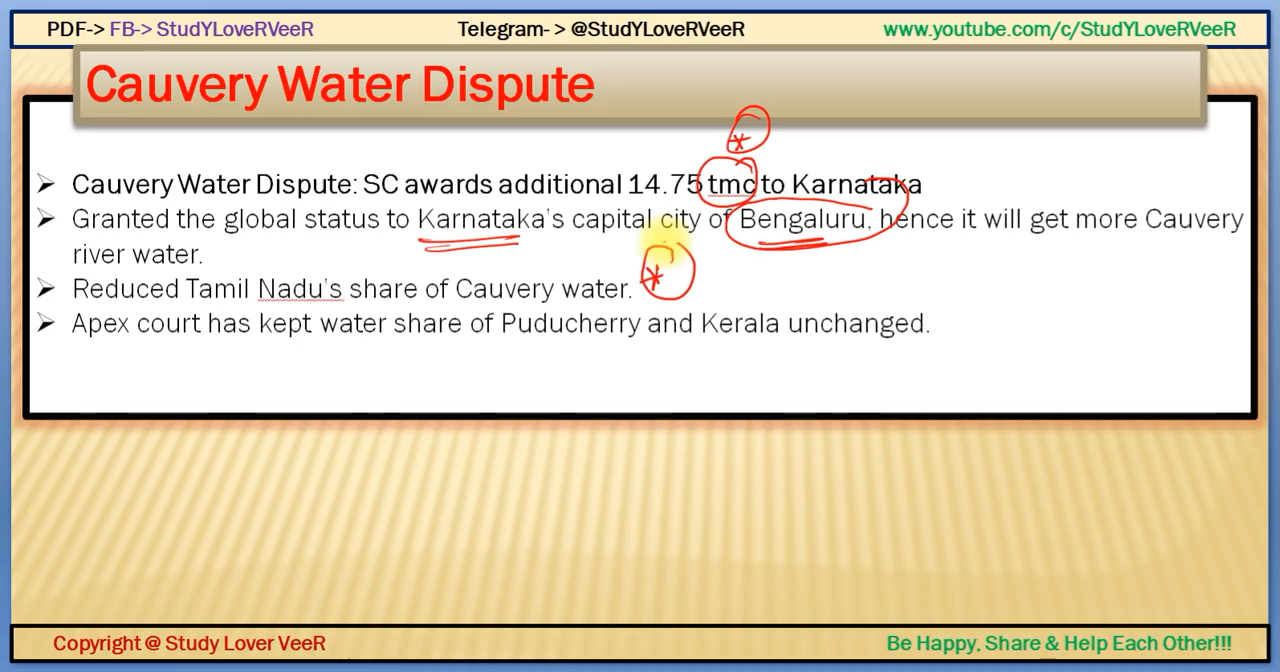 PDF-> FB-> StudYLoveRVeeR Telegram- > @StudYLoveRVeeR www.youtube.com/c/StudYLoveRVeeR
Cauvery Water Dispute
➢ Cauvery Water Dispute: SC awards additional 14.75 tmc to Karnataka
➢ Granted the global status to Karnataka's capital city of Bengaluru, hence it will get more Cauvery
river water.
➢ Reduced Tamil Nadu's share of Cauvery water.
➢ Apex court has kept water share of Puducherry and Kerala unchanged.
Copyright @ Study Lover VeeR Be Happy, Share & Help Each Other!!!